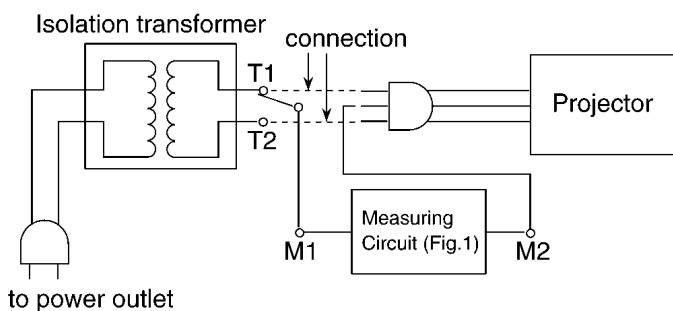 Isolation transformer
connection
T1
T2
Projector
M1
Measuring
Circuit (Fig.1)
M2
to power outlet